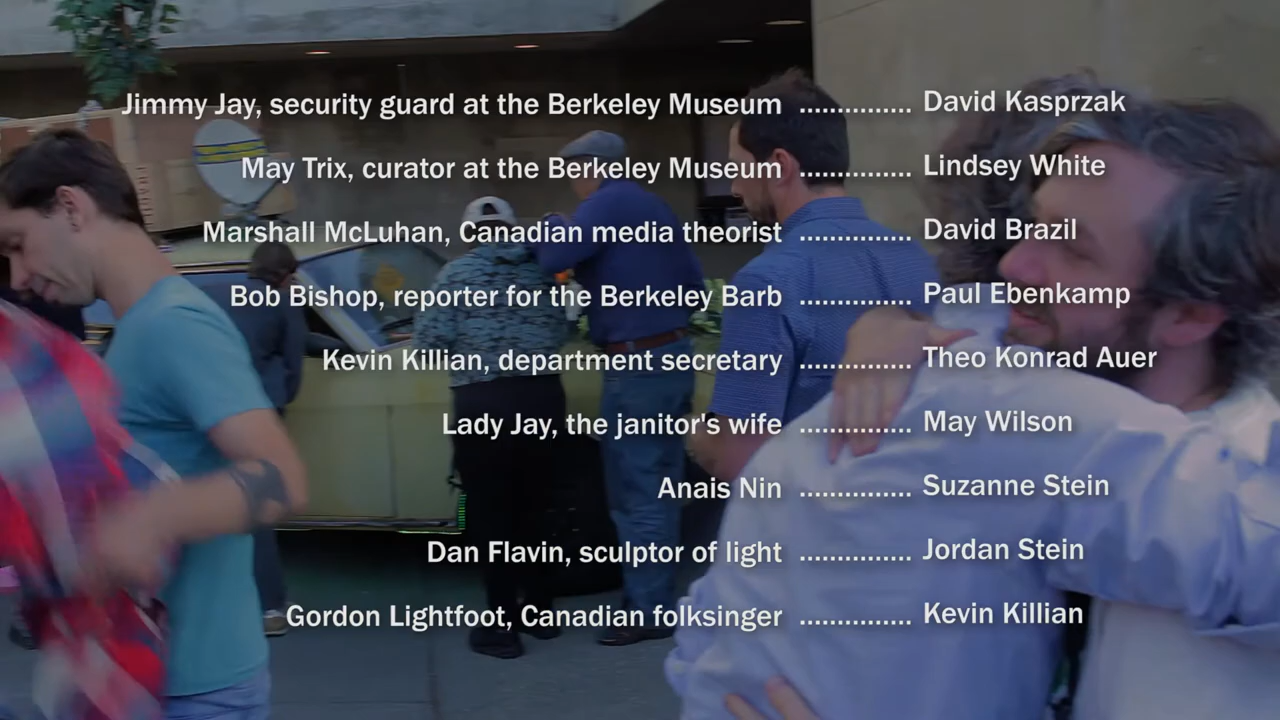 Jimmy Jay, security guard at the Berkeley Museum ............... David Kasprzak
May Trix, curator at the Berkeley Museum ............... Lindsey White
Marshall McLuhan, Canadian media theorist ............... David Brazil
Bob Bishop, reporter for the Berkeley Barb ............... Paul Ebenkamp
Kevin Killian, department secretary ............... Theo Konrad Auer
Lady Jay, the janitor's wife ............... May Wilson
Anais Nin ............... Suzanne Stein
Dan Flavin, sculptor of light ............... Jordan Stein
Gordon Lightfoot, Canadian folksinger ............... Kevin Killian